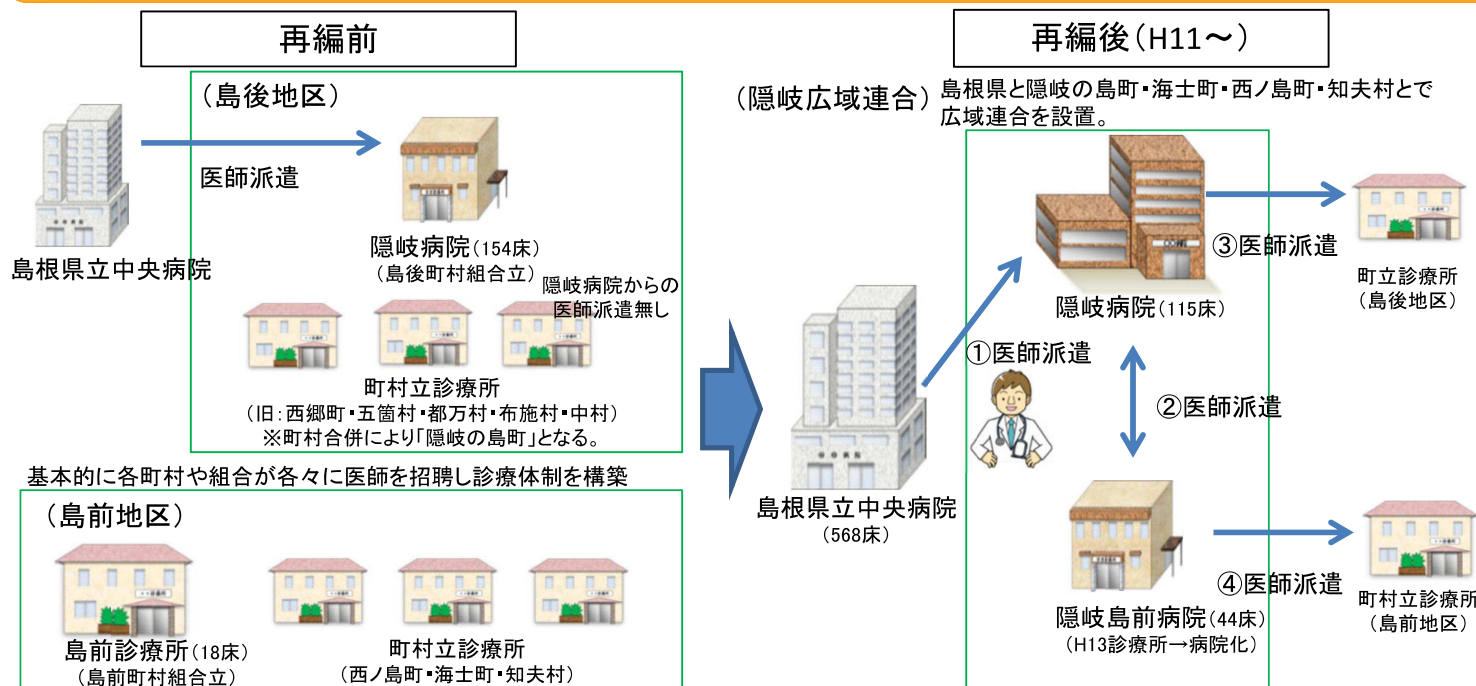 再編前
(島後地区)
医師派遣
島根県立中央病院
隠岐病院(154床)
(島後町村組合立)
隠岐病院からの
医師派遣無し
町村立診療所
(旧:西郷町・五箇村・都万村・布施村・中村)
※町村合併により「隠岐の島町」となる。
基本的に各町村や組合が各々に医師を招聘し診療体制を構築
(島前地区)
島前診療所(18床)
(島前町村組合立)
町村立診療所
(西ノ島町・海士町・知夫村)
再編後(H11~)
(隠岐広域連合)
島根県と隠岐の島町・海士町・西ノ島町・知夫村とで
広域連合を設置。
島根県立中央病院
(568床)
①医師派遣
隠岐病院(115床)
②医師派遣
③医師派遣
町立診療所
(島後地区)
隠岐島前病院(44床)
(H13診療所→病院化)
④医師派遣
町村立診療所
(島前地区)